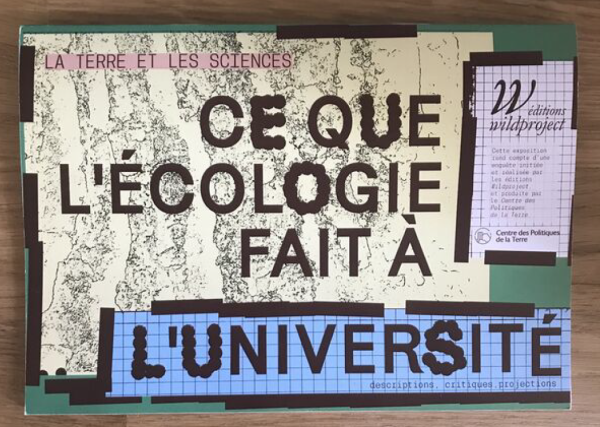 LA TERRE ET LES SCIENCES
CE QUE
L'ÉCOLOGIE
FAIT À
L'UNIVERSITÉ
descriptions, critiques, projections
W
éditions
wildproject
Cette exposition
rend compte d'une
enquête initiée
et réalisée par
les éditions
Wildproject
et produite par
le Centre des
Politiques
de la Terre.
Centre des Politiques
de la Terre